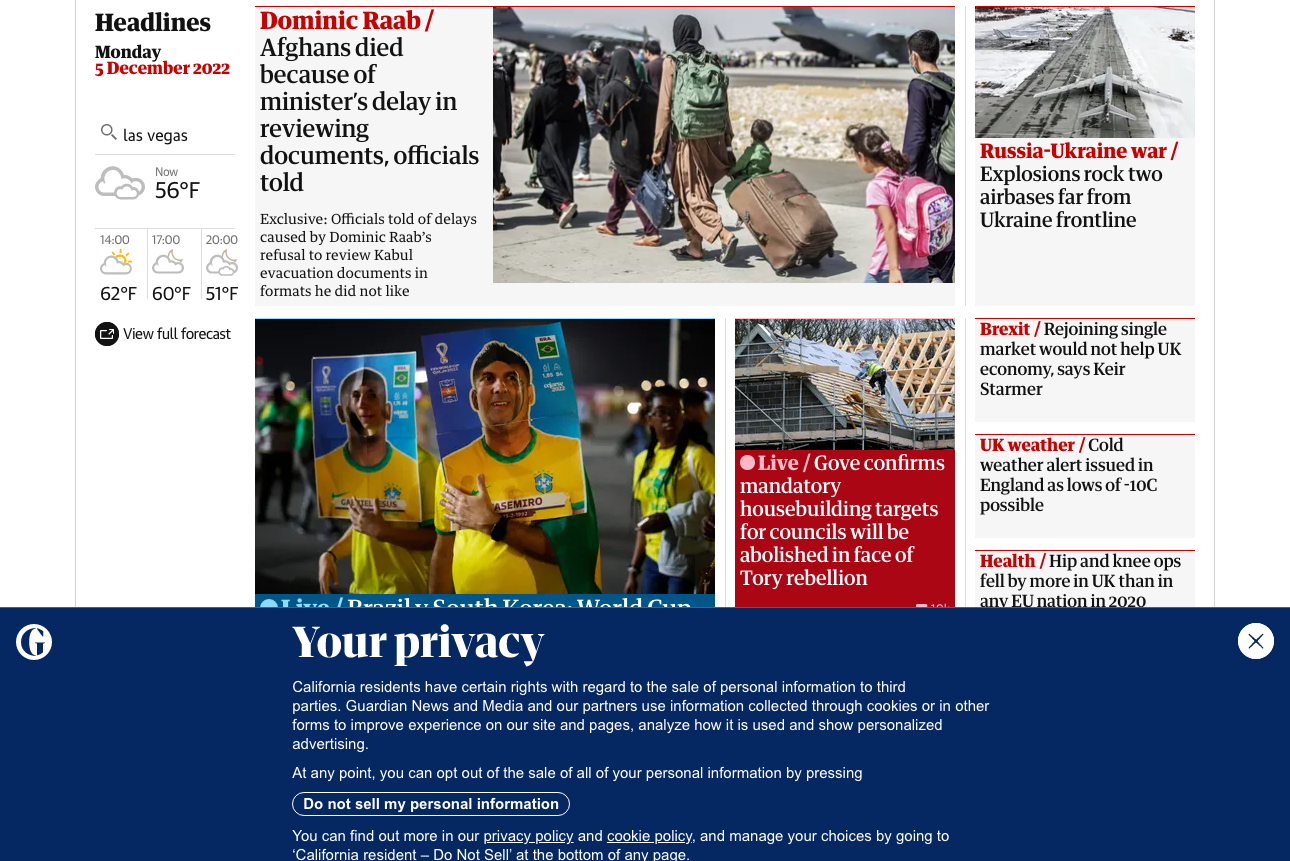 Headlines
Monday
5 December 2022
las vegas
Now
56°F
14:00
17:00
20:00
62°F
60°F
51°F
View full forecast
Dominic Raab /
Afghans died
because of
minister’s delay in
reviewing
documents, officials
told
Exclusive: Officials told of delays
caused by Dominic Raab’s
refusal to review Kabul
evacuation documents in
formats he did not like
Russia-Ukraine war /
Explosions rock two
airbases far from
Ukraine frontline
BRA
BRA
GABRIEL JESUS
CASEMIRO
Live / Brazil v South Korea: World Cup
Live / Gove confirms
mandatory
housebuilding targets
for councils will be
abolished in face of
Tory rebellion
Brexit / Rejoining single
market would not help UK
economy, says Keir
Starmer
UK weather / Cold
weather alert issued in
England as lows of -10C
possible
Health / Hip and knee ops
fell by more in UK than in
any EU nation in 2020
G
Your privacy
California residents have certain rights with regard to the sale of personal information to third
parties. Guardian News and Media and our partners use information collected through cookies or in other
forms to improve experience on our site and pages, analyze how it is used and show personalized
advertising.
At any point, you can opt out of the sale of all of your personal information by pressing
Do not sell my personal information
You can find out more in our privacy policy and cookie policy, and manage your choices by going to
‘California resident – Do Not Sell’ at the bottom of any page.